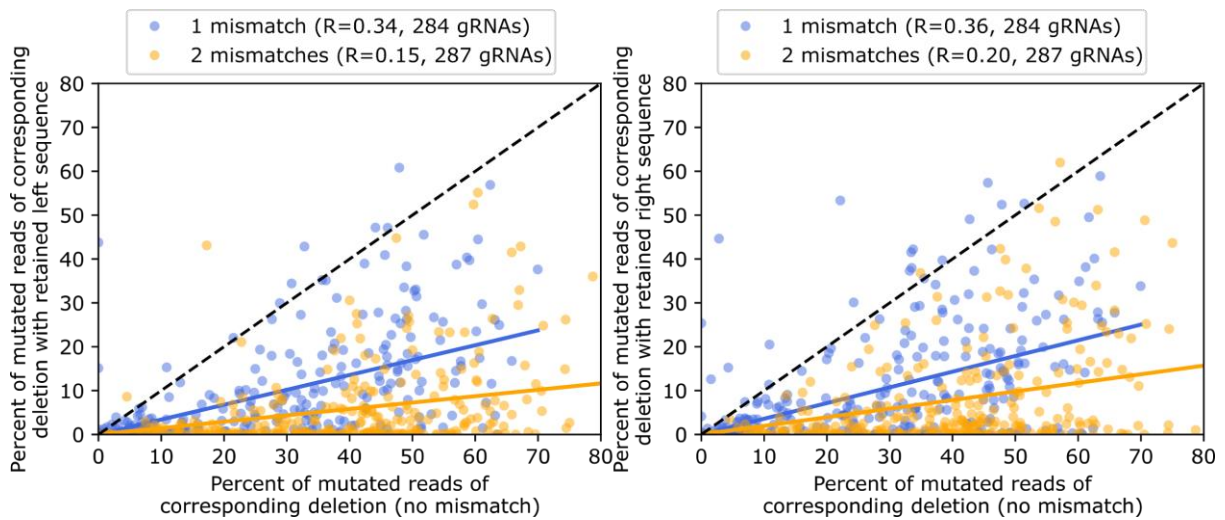 1 mismatch (R=0.34, 284 gRNAs)
2 mismatches (R=0.15, 287 gRNAs)
Percent of mutated reads of corresponding
deletion with retained left sequence
80
70
60
50
40
30
20
10
0
0 10 20 30 40 50 60 70 80
Percent of mutated reads of
corresponding deletion (no mismatch)
1 mismatch (R=0.36, 284 gRNAs)
2 mismatches (R=0.20, 287 gRNAs)
Percent of mutated reads of corresponding
deletion with retained right sequence
80
70
60
50
40
30
20
10
0
0 10 20 30 40 50 60 70 80
Percent of mutated reads of
corresponding deletion (no mismatch)